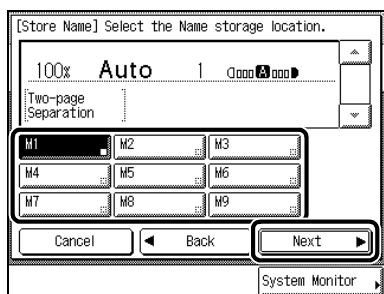 [Store Name] Select the Name storage location.
100% Auto 1 A
Two-page
Separation
M1 M2 M3
M4 M5 M6
M7 M8 M9
Cancel ◀ Back Next ▶
System Monitor